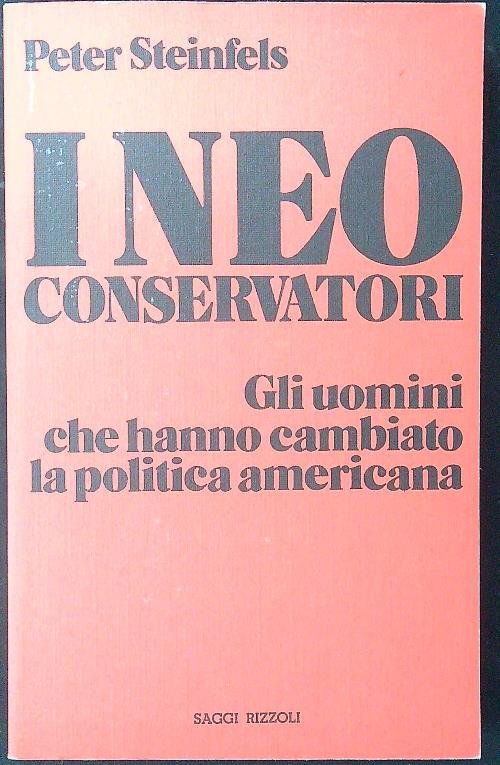 Peter Steinfels
I NEO
CONSERVATORI
Gli uomini
che hanno cambiato
la politica americana
SAGGI RIZZOLI